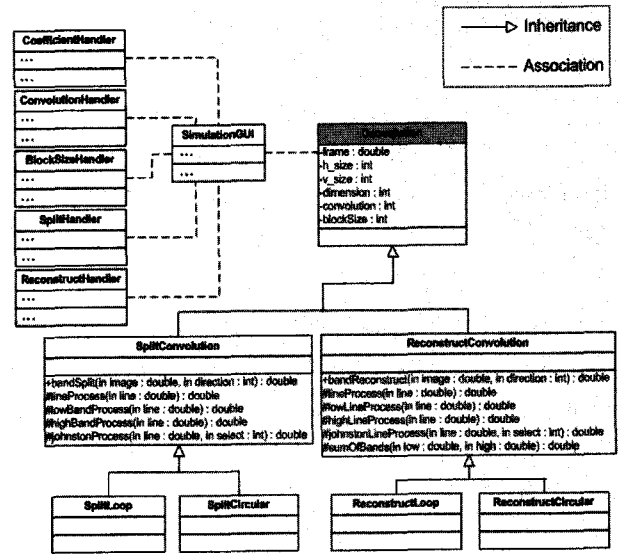 Inheritance
Association
CoefficientHandler
...
...
ConvolutionHandler
...
...
BlockSizeHandler
...
...
SplitHandler
...
...
ReconstructHandler
...
...
SimulationGUI
...
...
-frame : double
-h_size : int
-v_size : int
-dimension : int
-convolution : int
-blockSize : int
SplitConvolution
+bandSplit(in image : double, in direction : int) : double
#lineProcess(in line : double) : double
#lowBandProcess(in line : double) : double
#highBandProcess(in line : double) : double
#johnstonProcess(in line : double, in select : int) : double
ReconstructConvolution
+bandReconstruct(in image : double, in direction : int) : double
#lineProcess(in line : double) : double
#lowLineProcess(in line : double) : double
#highLineProcess(in line : double) : double
#johnstonLineProcess(in line : double, in select : int) : double
#sumOfBands(in low : double, in high : double) : double
SplitLoop
SplitCircular
ReconstructLoop
ReconstructCircular